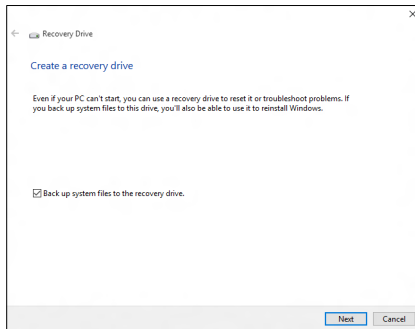 Recovery Drive
Create a recovery drive
Even if your PC can't start, you can use a recovery drive to reset it or troubleshoot problems. If
you back up system files to this drive, you'll also be able to use it to reinstall Windows.
Back up system files to the recovery drive.
Next Cancel